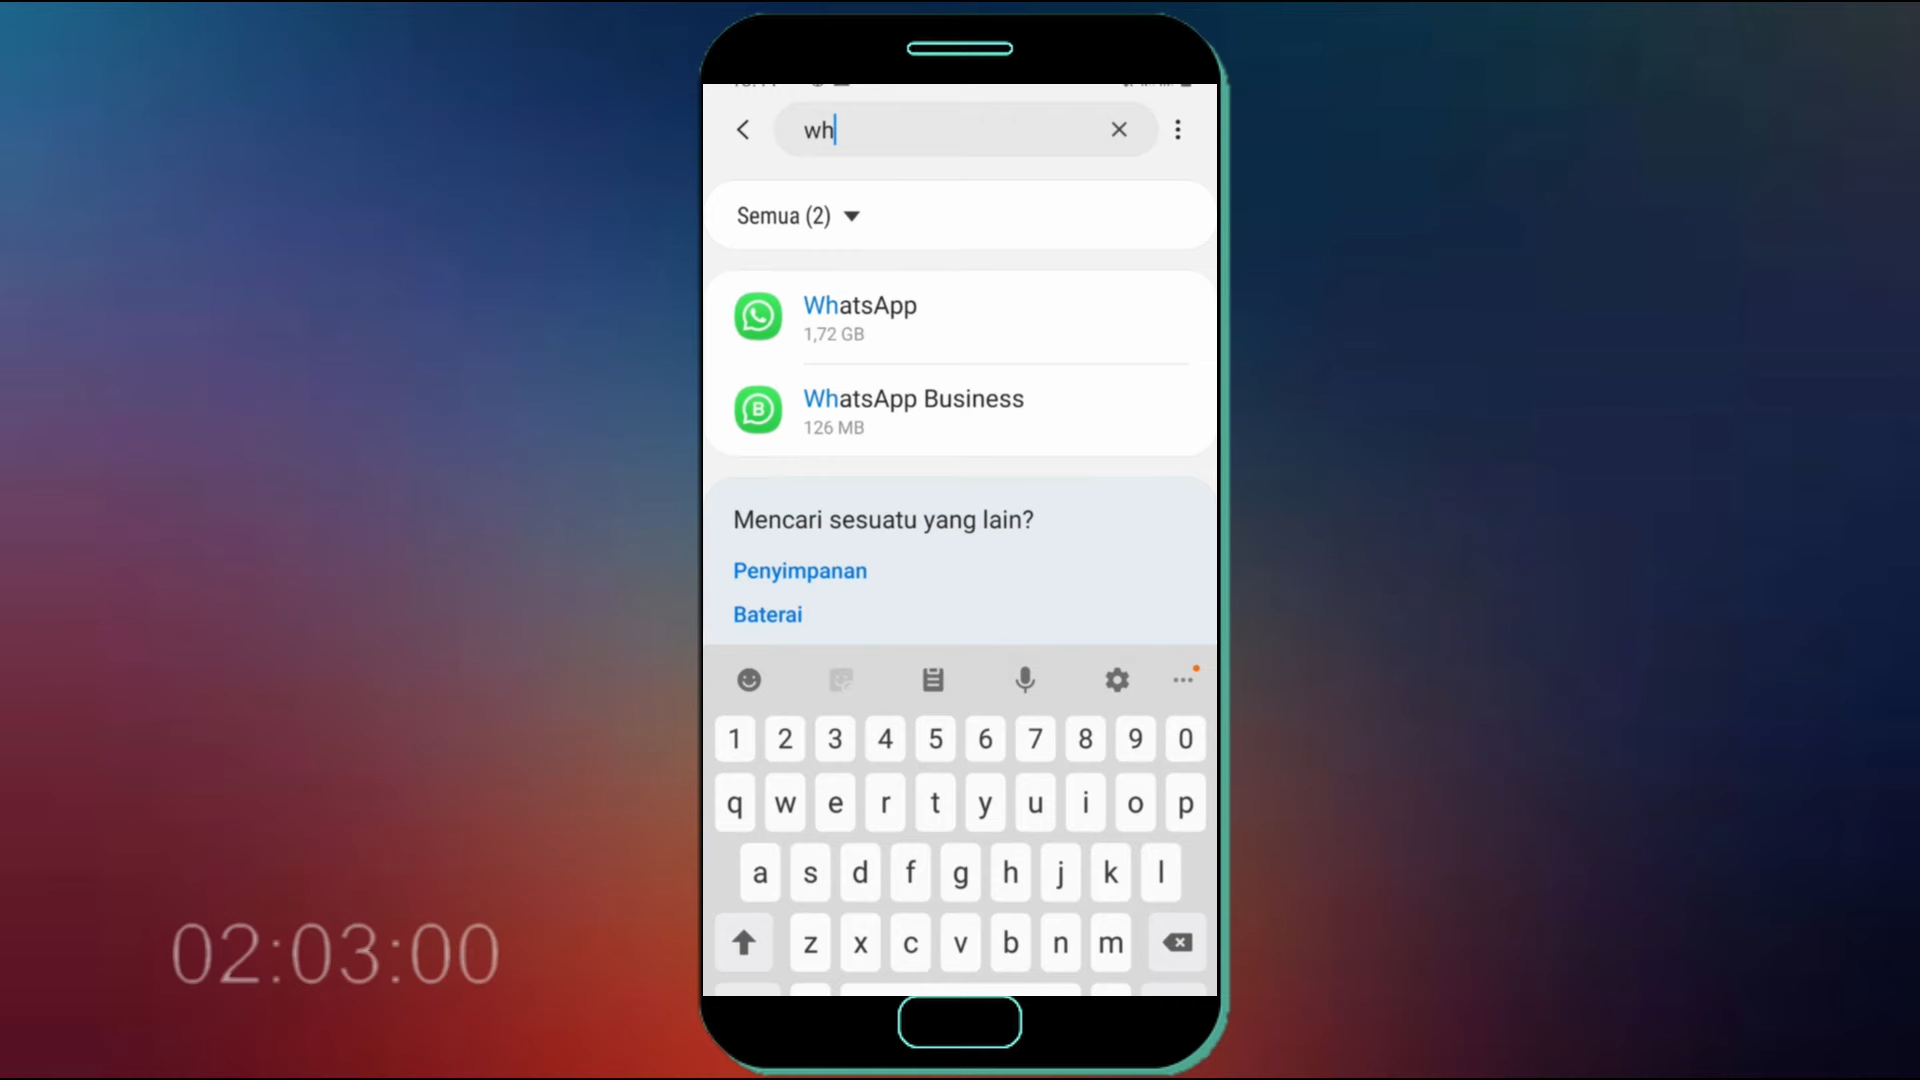 wh
Semua (2)
WhatsApp
1,72 GB
B
WhatsApp Business
126 MB
Mencari sesuatu yang lain?
Penyimpanan
Baterai
1 2 3 4 5 6 7 8 9 0
q w e r t y u i o p
a s d f g h j k l
z x c v b n m
02:03:00